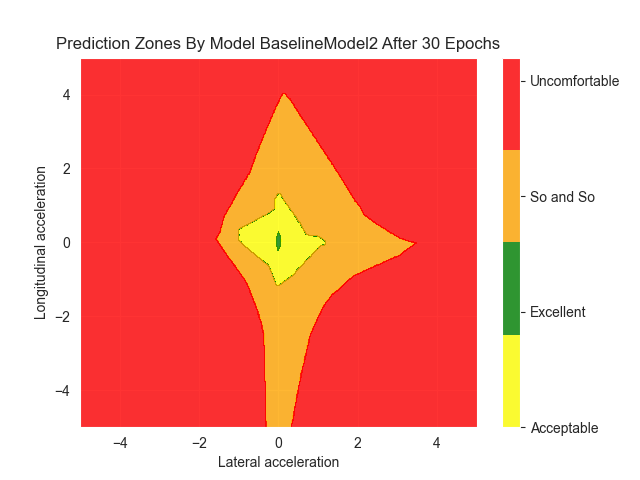 Prediction Zones By Model BaselineModel2 After 30 Epochs
Uncomfortable
So and So
Excellent
Acceptable
4
2
0
−2
−4
Longitudinal acceleration
−4 −2 0 2 4
Lateral acceleration